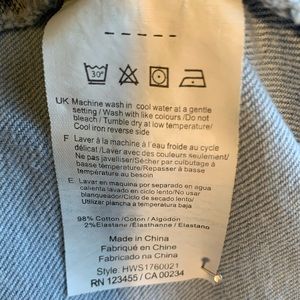 30°
UK Machine wash in cool water at a gentle
setting / Wash with like colours /Do not
bleach / Tumble dry at low temperature/
Cool iron reverse side
F Laver à la machine à l'eau froide au cycle
délicat /Laver avec des couleurs seulement/
Ne pas javelliser/Sécher par culbutage à
basse température/Repasser à basse
température au besoin
E Lavar en maquina por separado en agua
caliente lavado en ciclo lento/No usar
blanqueador/Ciclo de secado lento
Utilizar plancha a temperatura baja
98% Cotton /Coton / Algodón
2%Elastane /Élasthanne / Elastano
Made in China
Fabriqué en Chine
Fabricado en China
Style. HWS1760021
RN 123455 / CA 00234